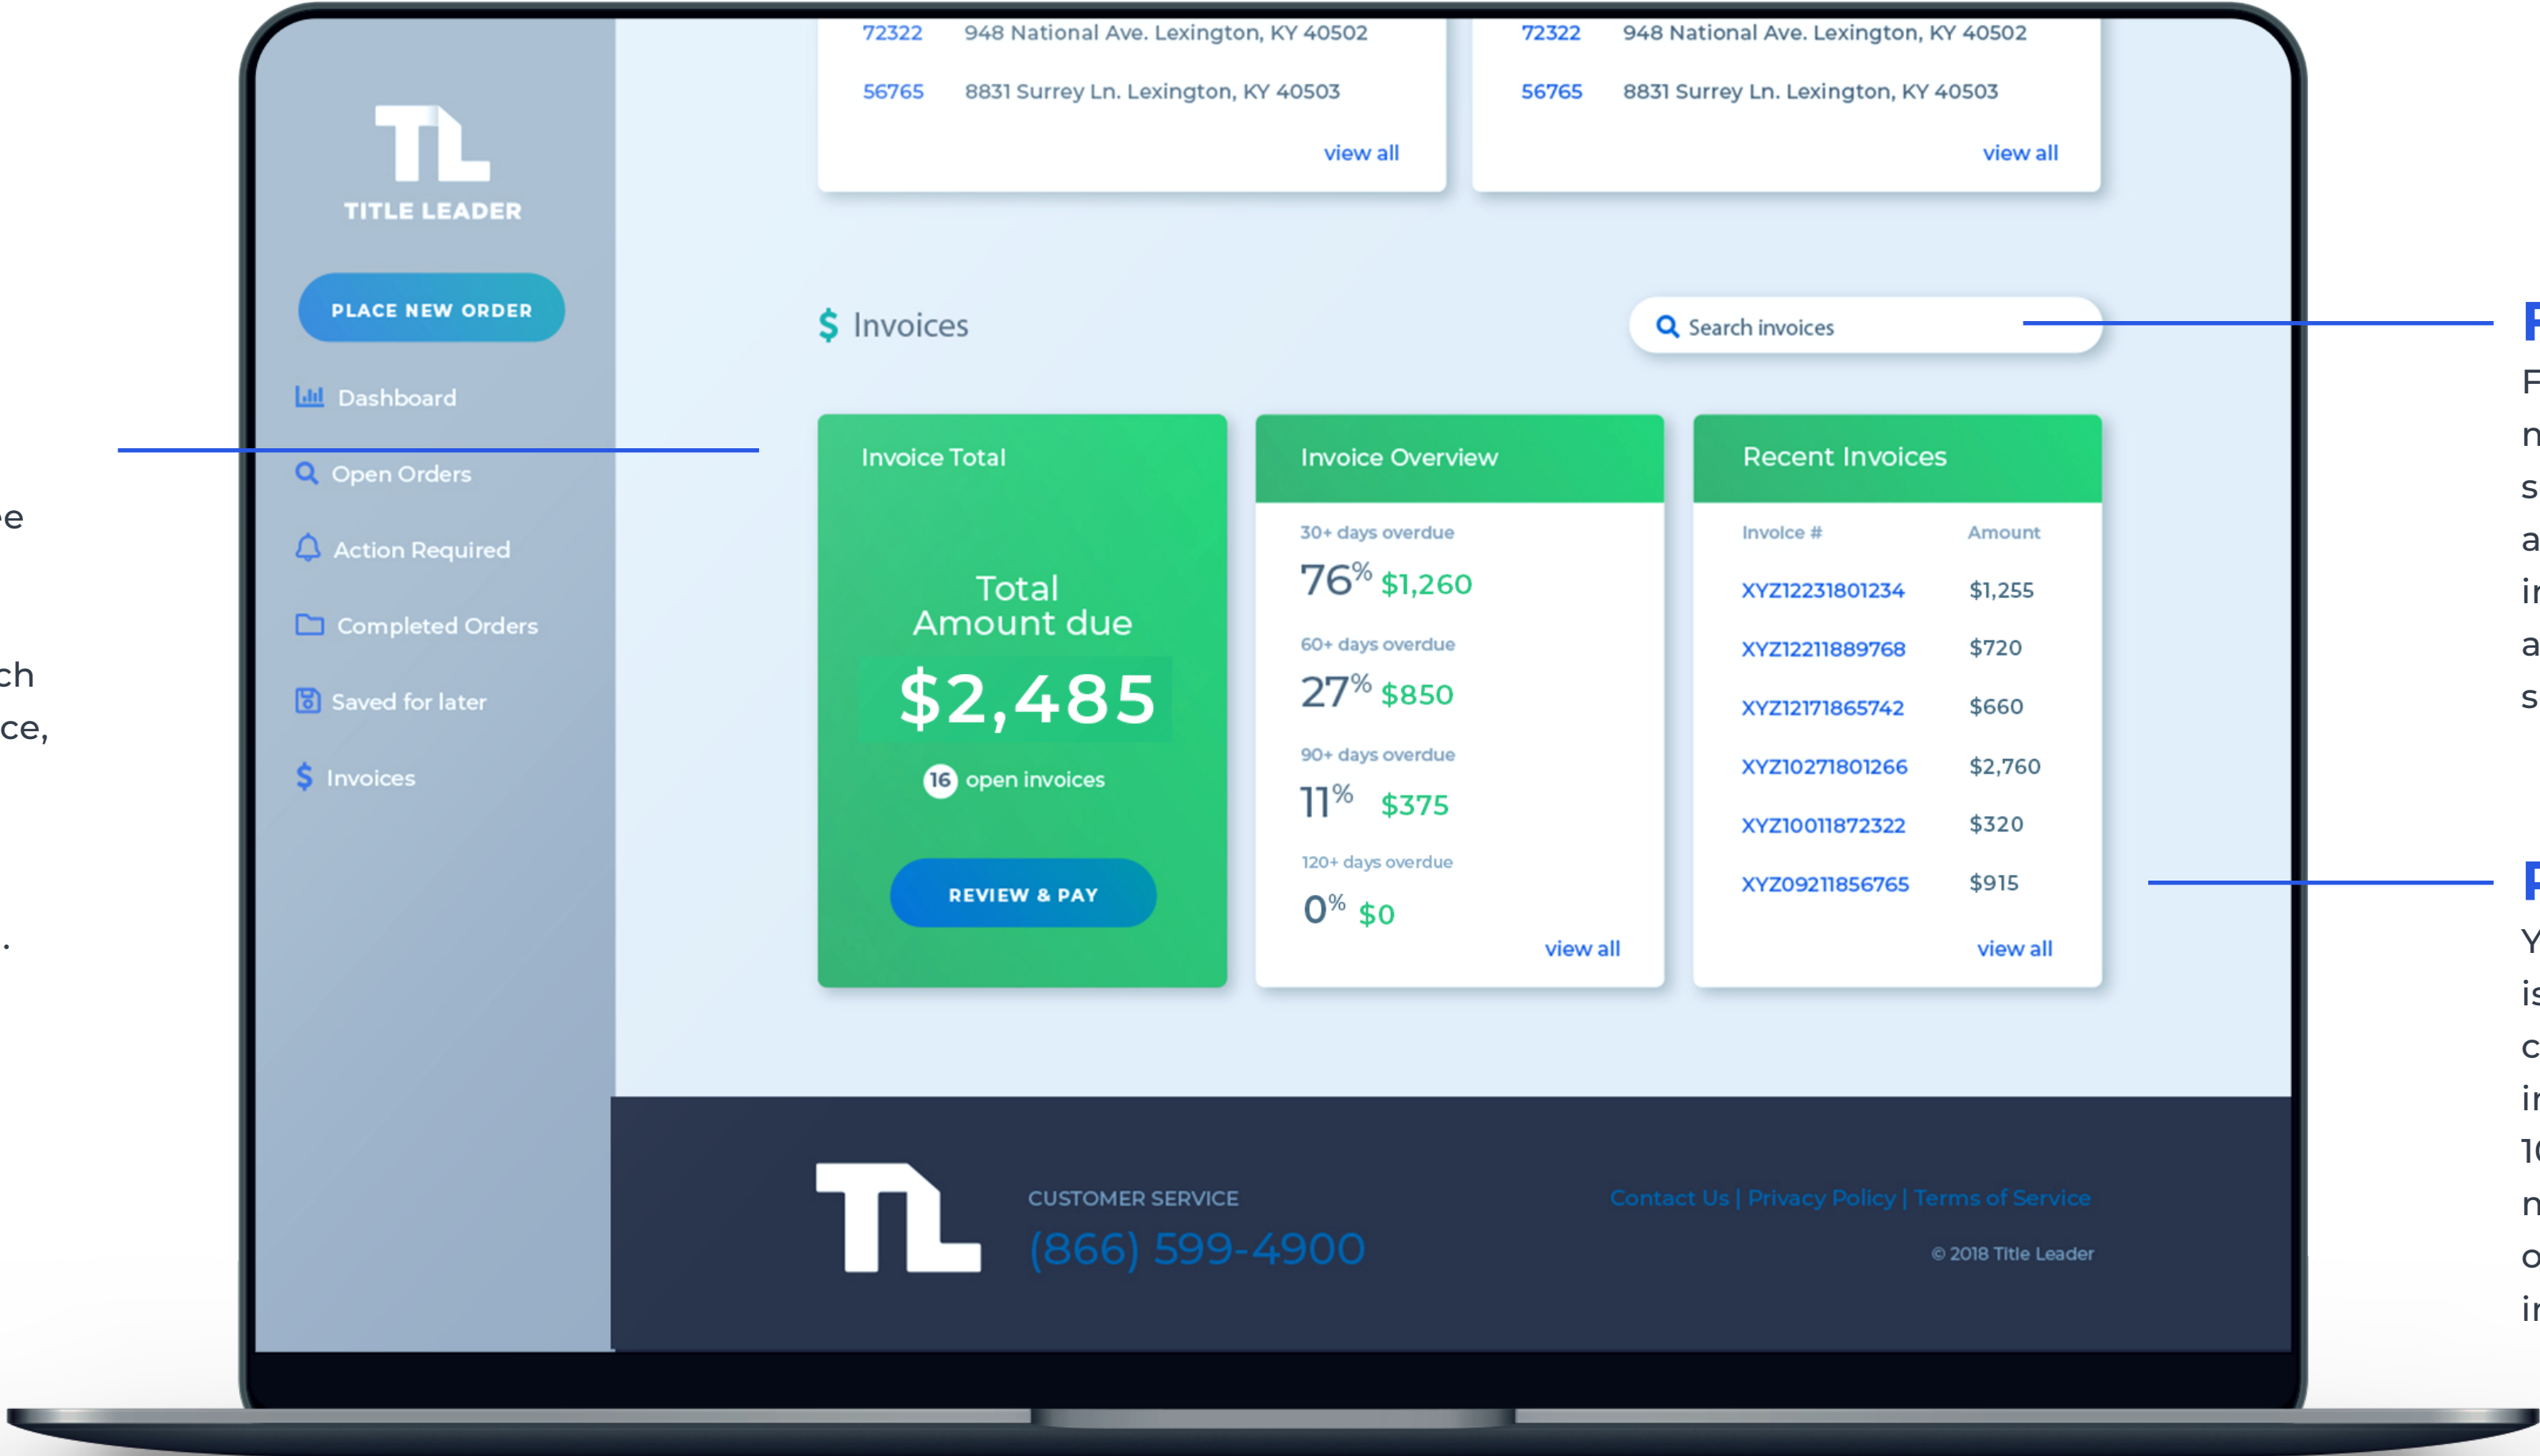 72322 948 National Ave. Lexington, KY 40502
56765 8831 Surrey Ln. Lexington, KY 40503
view all
72322 948 National Ave. Lexington, KY 40502
56765 8831 Surrey Ln. Lexington, KY 40503
view all
TL
TITLE LEADER
PLACE NEW ORDER
Dashboard
Open Orders
Action Required
Completed Orders
Saved for later
$ Invoices
$ Invoices
Search invoices
Invoice Total
Total
Amount due
$2,485
16 open invoices
REVIEW & PAY
Invoice Overview
30+ days overdue
76% $1,260
60+ days overdue
27% $850
90+ days overdue
11% $375
120+ days overdue
0% $0
view all
Recent Invoices
Invoice # Amount
XYZ12231801234 $1,255
XYZ12211889768 $720
XYZ12171865742 $660
XYZ10271801266 $2,760
XYZ10011872322 $320
XYZ09211856765 $915
view all
TL
CUSTOMER SERVICE
(866) 599-4900
Contact Us | Privacy Policy | Terms of Service
© 2018 Title Leader